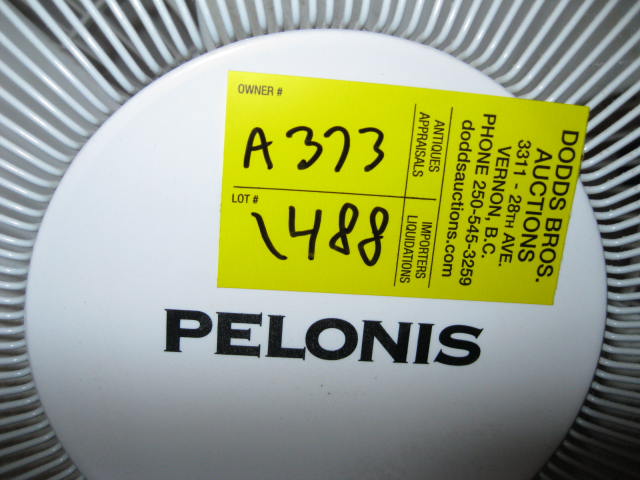 OWNER #
A373
LOT #
1488
ANTIQUES
APPRAISALS
IMPORTERS
LIQUIDATIONS
DODDS BROS.
AUCTIONS
3311 - 28TH AVE.
VERNON, B.C.
PHONE 250-545-3259
doddsauctions.com
PELONIS